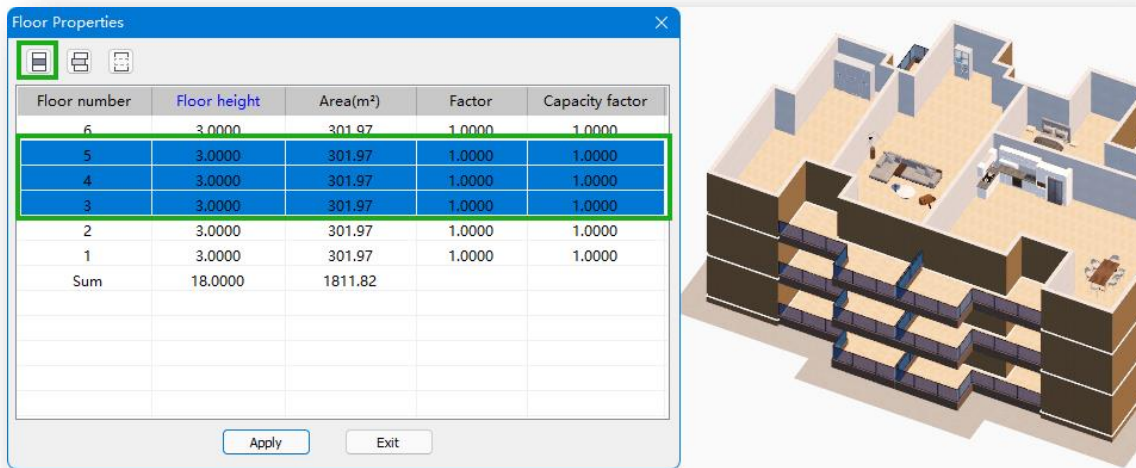 Floor Properties
Floor number Floor height Area(m²) Factor Capacity factor
6 3.0000 301.97 1.0000 1.0000
5 3.0000 301.97 1.0000 1.0000
4 3.0000 301.97 1.0000 1.0000
3 3.0000 301.97 1.0000 1.0000
2 3.0000 301.97 1.0000 1.0000
1 3.0000 301.97 1.0000 1.0000
Sum 18.0000 1811.82
Apply Exit